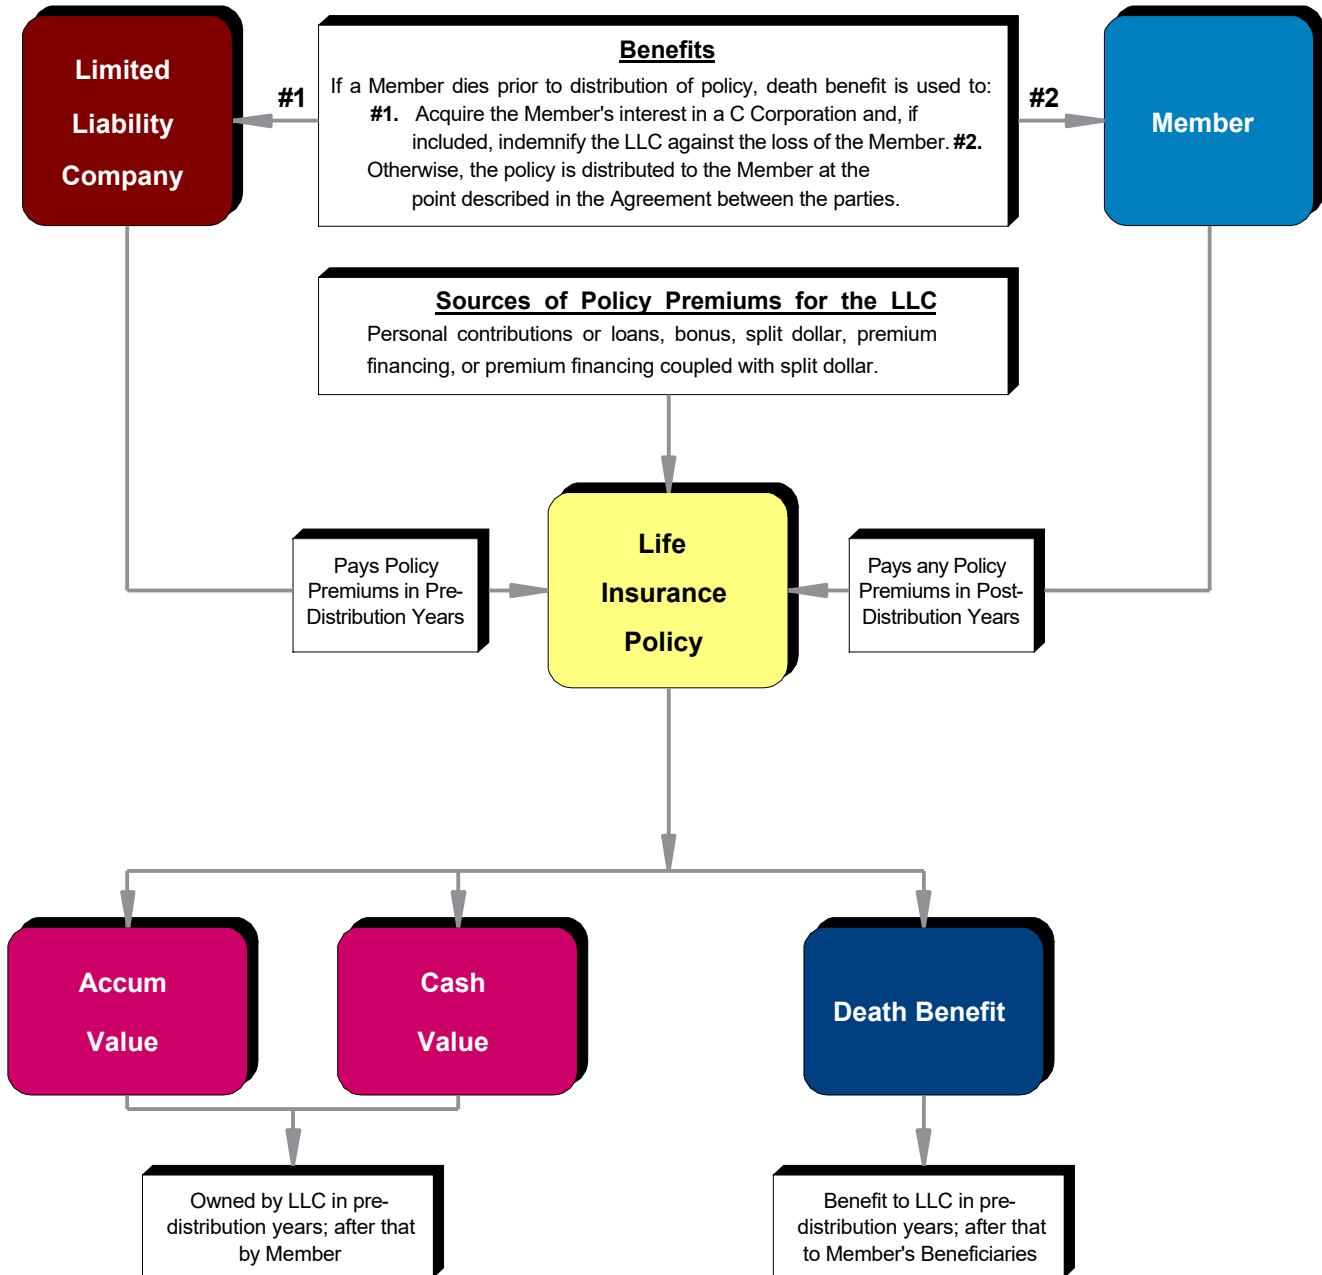 Limited
Liability
Company
#1
Benefits
If a Member dies prior to distribution of policy, death benefit is used to:
#1. Acquire the Member's interest in a C Corporation and, if
included, indemnify the LLC against the loss of the Member. #2.
Otherwise, the policy is distributed to the Member at the
point described in the Agreement between the parties.
#2
Member
Sources of Policy Premiums for the LLC
Personal contributions or loans, bonus, split dollar, premium
financing, or premium financing coupled with split dollar.
Pays Policy
Premiums in Pre-
Distribution Years
Life
Insurance
Policy
Pays any Policy
Premiums in Post-
Distribution Years
Accum
Value
Cash
Value
Death Benefit
Owned by LLC in pre-
distribution years; after that
by Member
Benefit to LLC in pre-
distribution years; after that
to Member's Beneficiaries